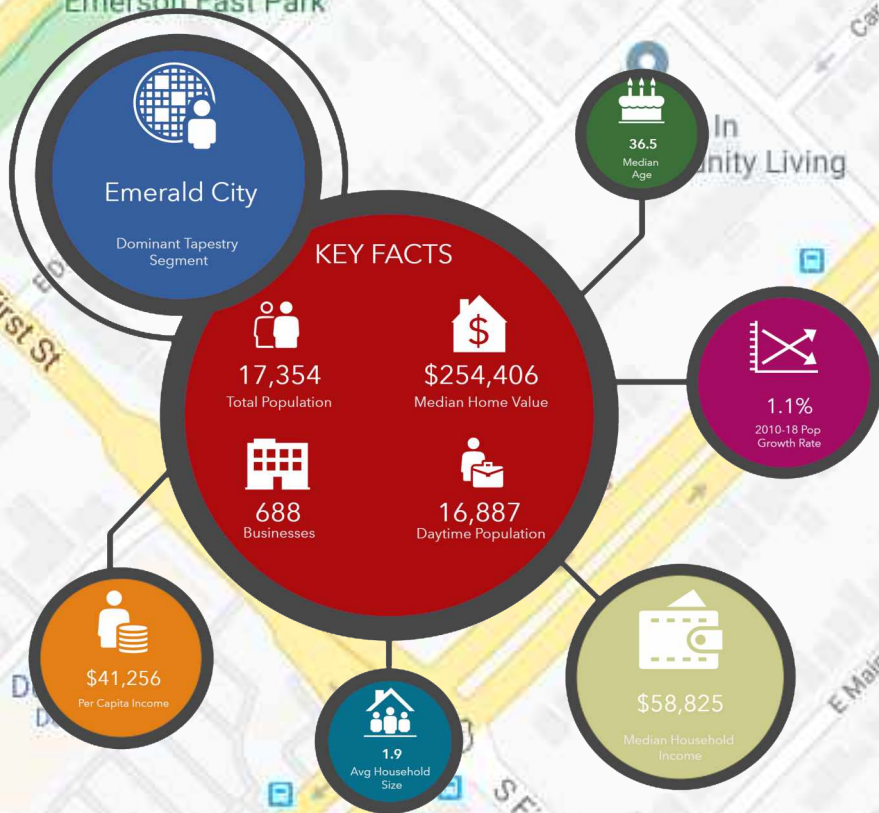 Emerson East Park
Emerald City
Dominant Tapestry
Segment
KEY FACTS
17,354
Total Population
$254,406
Median Home Value
688
Businesses
16,887
Daytime Population
36.5
Median
Age
In
unity Living
1.1%
2010-18 Pop
Growth Rate
First St
$41,256
Per Capita Income
1.9
Avg Household
Size
$58,825
Median Household
Income
E Main